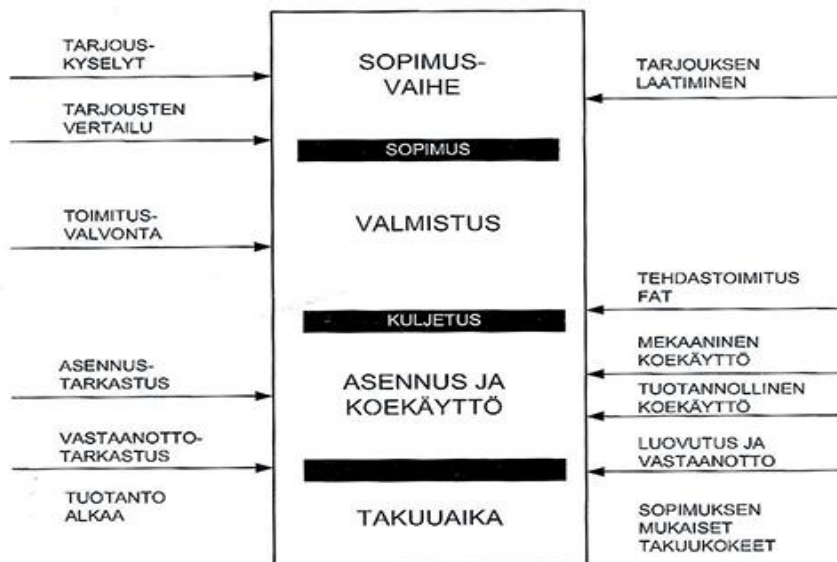 TARJOUS-
KYSELYT
TARJOUSTEN
VERTAILU
TOIMITUS-
VALVONTA
ASENNUS-
TARKASTUS
VASTAANOTTO-
TARKASTUS
TUOTANTO
ALKAA
SOPIMUS-
VAIHE
SOPIMUS
VALMISTUS
KULJETUS
ASENNUS JA
KOEKÄYTTÖ
TAKUUAIKA
TARJOUKSEN
LAATIMINEN
TEHDASTOIMITUS
FAT
MEKAANINEN
KOEKÄYTTÖ
TUOTANNOLLINEN
KOEKÄYTTÖ
LUOVUTUS JA
VASTAANOTTO
SOPIMUKSEN
MUKAISET
TAKUUKOKEET